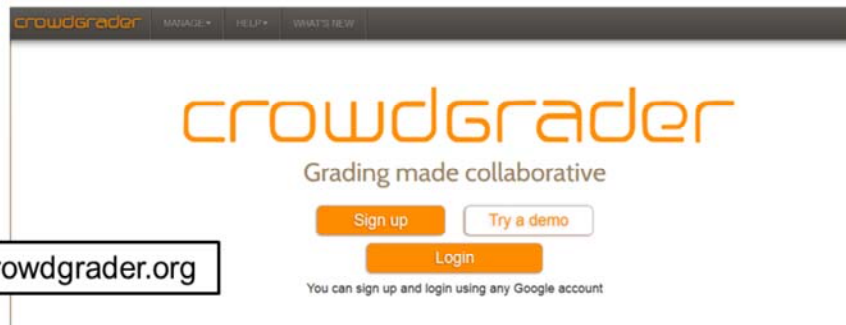 crowdgrader MANAGE HELP WHAT'S NEW
crowdgrader
Grading made collaborative
Sign up Try a demo
Login
rowdgrader.org
You can sign up and login using any Google account